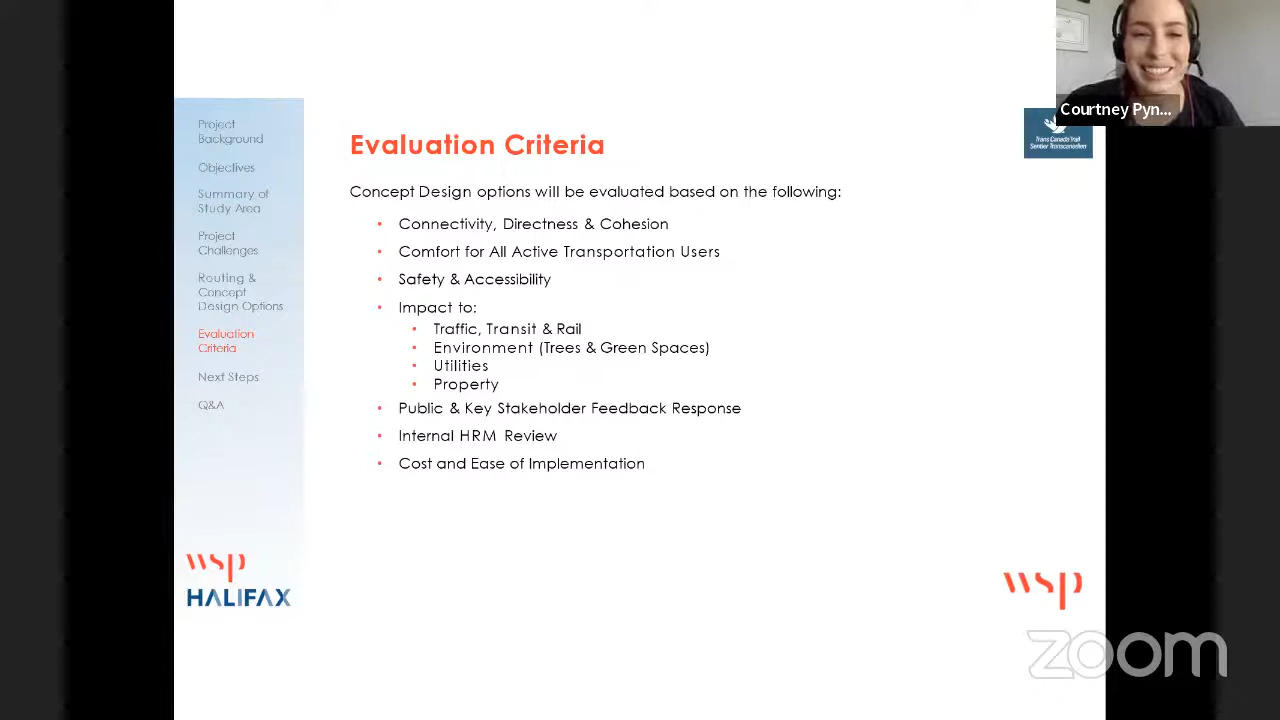 Project
Background
Objectives
Summary of
Study Area
Project
Challenges
Routing &
Concept
Design Options
Evaluation
Criteria
Next Steps
Q&A
wsp
HALIFAX
Evaluation Criteria
Concept Design options will be evaluated based on the following:
• Connectivity, Directness & Cohesion
• Comfort for All Active Transportation Users
• Safety & Accessibility
• Impact to:
• Traffic, Transit & Rail
• Environment (Trees & Green Spaces)
• Utilities
• Property
• Public & Key Stakeholder Feedback Response
• Internal HRM Review
• Cost and Ease of Implementation
Courtney Pyn...
Trans Canada Trail
Sentier Transcanadien
wsp
zoom